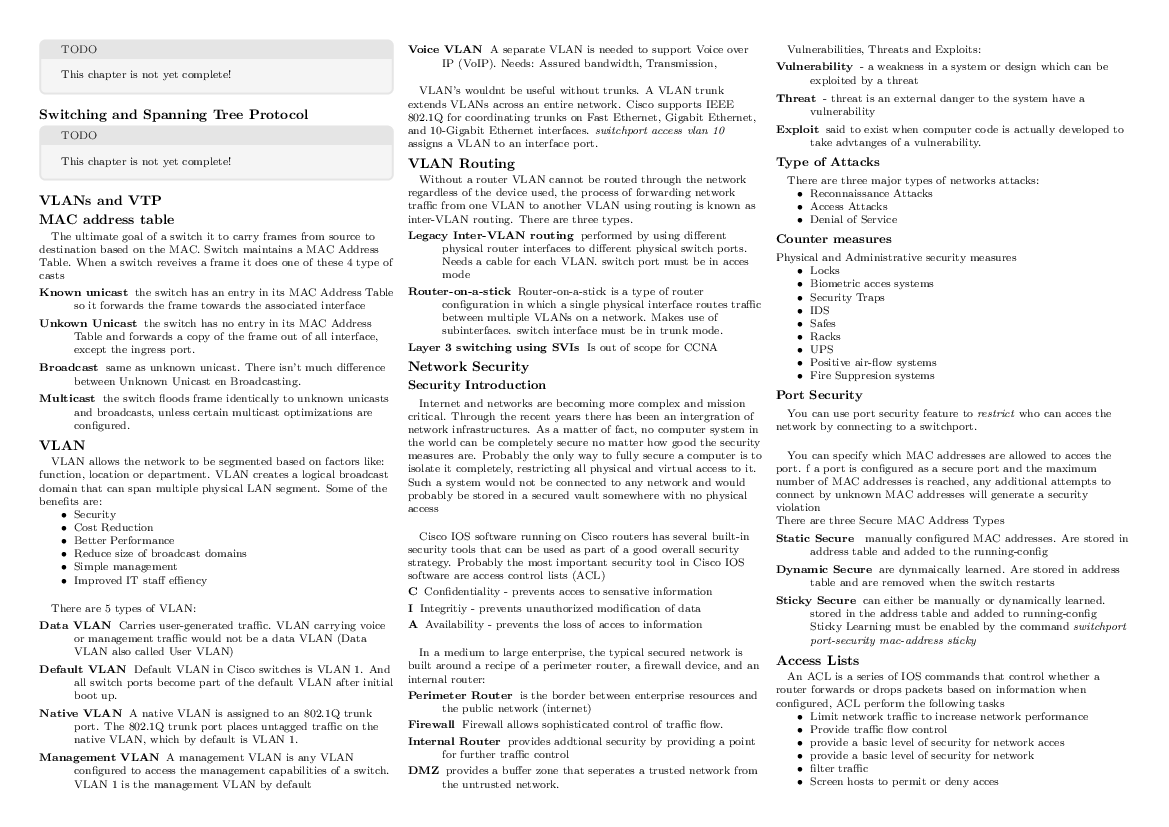 TODO
This chapter is not yet complete!
Switching and Spanning Tree Protocol
TODO
This chapter is not yet complete!
VLANs and VTP
MAC address table
The ultimate goal of a switch it to carry frames from source to
destination based on the MAC. Switch maintains a MAC Address
Table. When a switch reveives a frame it does one of these 4 type of
casts
Known unicast the switch has an entry in its MAC Address Table
so it forwards the frame towards the associated interface
Unkown Unicast the switch has no entry in its MAC Address
Table and forwards a copy of the frame out of all interface,
except the ingress port.
Broadcast same as unknown unicast. There isn't much difference
between Unknown Unicast en Broadcasting.
Multicast the switch floods frame identically to unknown unicasts
and broadcasts, unless certain multicast optimizations are
configured.
VLAN
VLAN allows the network to be segmented based on factors like:
function, location or department. VLAN creates a logical broadcast
domain that can span multiple physical LAN segment. Some of the
benefits are:
• Security
• Cost Reduction
• Better Performance
• Reduce size of broadcast domains
• Simple management
• Improved IT staff effiency
There are 5 types of VLAN:
Data VLAN Carries user-generated traffic. VLAN carrying voice
or management traffic would not be a data VLAN (Data
VLAN also called User VLAN)
Default VLAN Default VLAN in Cisco switches is VLAN 1. And
all switch ports become part of the default VLAN after initial
boot up.
Native VLAN A native VLAN is assigned to an 802.1Q trunk
port. The 802.1Q trunk port places untagged traffic on the
native VLAN, which by default is VLAN 1.
Management VLAN A management VLAN is any VLAN
configured to access the management capabilities of a switch.
VLAN 1 is the management VLAN by default
Voice VLAN A separate VLAN is needed to support Voice over
IP (VoIP). Needs: Assured bandwidth, Transmission,
VLAN's wouldnt be useful without trunks. A VLAN trunk
extends VLANs across an entire network. Cisco supports IEEE
802.1Q for coordinating trunks on Fast Ethernet, Gigabit Ethernet,
and 10-Gigabit Ethernet interfaces. switchport access vlan 10
assigns a VLAN to an interface port.
VLAN Routing
Without a router VLAN cannot be routed through the network
regardless of the device used, the process of forwarding network
traffic from one VLAN to another VLAN using routing is known as
inter-VLAN routing. There are three types.
Legacy Inter-VLAN routing performed by using different
physical router interfaces to different physical switch ports.
Needs a cable for each VLAN. switch port must be in acces
mode
Router-on-a-stick Router-on-a-stick is a type of router
configuration in which a single physical interface routes traffic
between multiple VLANs on a network. Makes use of
subinterfaces. switch interface must be in trunk mode.
Layer 3 switching using SVIs Is out of scope for CCNA
Network Security
Security Introduction
Internet and networks are becoming more complex and mission
critical. Through the recent years there has been an intergration of
network infrastructures. As a matter of fact, no computer system in
the world can be completely secure no matter how good the security
measures are. Probably the only way to fully secure a computer is to
isolate it completely, restricting all physical and virtual access to it.
Such a system would not be connected to any network and would
probably be stored in a secured vault somewhere with no physical
access
Cisco IOS software running on Cisco routers has several built-in
security tools that can be used as part of a good overall security
strategy. Probably the most important security tool in Cisco IOS
software are access control lists (ACL)
C Confidentiality - prevents acces to sensative information
I Integritiy - prevents unauthorized modification of data
A Availability - prevents the loss of acces to information
In a medium to large enterprise, the typical secured network is
built around a recipe of a perimeter router, a firewall device, and an
internal router:
Perimeter Router is the border between enterprise resources and
the public network (internet)
Firewall Firewall allows sophisticated control of traffic flow.
Internal Router provides addtional security by providing a point
for further traffic control
DMZ provides a buffer zone that seperates a trusted network from
the untrusted network.
Vulnerabilities, Threats and Exploits:
Vulnerability - a weakness in a system or design which can be
exploited by a threat
Threat - threat is an external danger to the system have a
vulnerability
Exploit said to exist when computer code is actually developed to
take advtanges of a vulnerability.
Type of Attacks
There are three major types of networks attacks:
• Reconnaissance Attacks
• Access Attacks
• Denial of Service
Counter measures
Physical and Administrative security measures
• Locks
• Biometric acces systems
• Security Traps
• IDS
• Safes
• Racks
• UPS
• Positive air-flow systems
• Fire Suppresion systems
Port Security
You can use port security feature to restrict who can acces the
network by connecting to a switchport.
You can specify which MAC addresses are allowed to acces the
port. f a port is configured as a secure port and the maximum
number of MAC addresses is reached, any additional attempts to
connect by unknown MAC addresses will generate a security
violation
There are three Secure MAC Address Types
Static Secure manually configured MAC addresses. Are stored in
address table and added to the running-config
Dynamic Secure are dynmaically learned. Are stored in address
table and are removed when the switch restarts
Sticky Secure can either be manually or dynamically learned.
stored in the address table and added to running-config
Sticky Learning must be enabled by the command switchport
port-security mac-address sticky
Access Lists
An ACL is a series of IOS commands that control whether a
router forwards or drops packets based on information when
configured, ACL perform the following tasks
• Limit network traffic to increase network performance
• Provide traffic flow control
• provide a basic level of security for network acces
• provide a basic level of security for network
• filter traffic
• Screen hosts to permit or deny acces